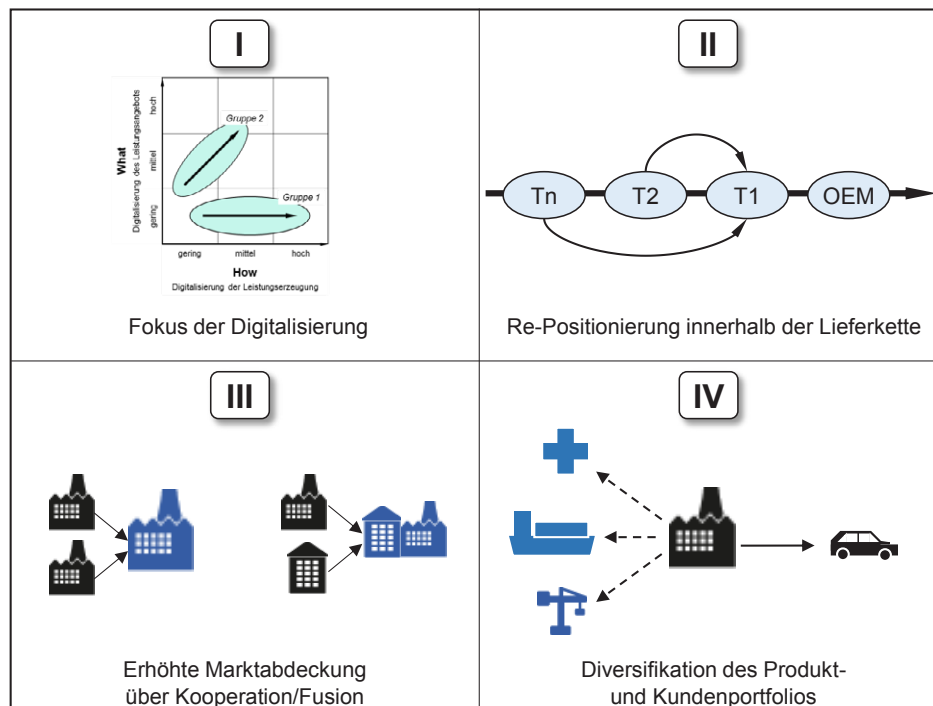 I
What
Digitalisierung des Leistungsangebots
hoch
mittel
gering
Gruppe 2
Gruppe 1
gering mittel hoch
How
Digitalisierung der Leistungserzeugung
Fokus der Digitalisierung
II
Tn T2 T1 OEM
Re-Positionierung innerhalb der Lieferkette
III
Erhöhte Marktabdeckung
über Kooperation/Fusion
IV
Diversifikation des Produkt-
und Kundenportfolios